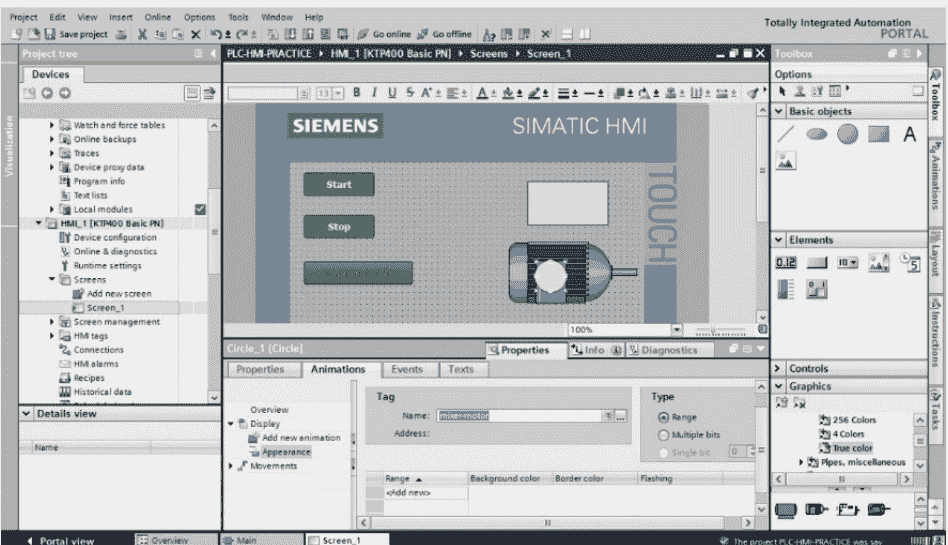 Project Edit View Insert Online Options Tools Window Help
Totally Integrated Automation
PORTAL
Save project
Go online
Go offline
Project tree
PLC-HMI-PRACTICE HMI_1 [KTP400 Basic PN] Screens Screen_1
Toolbox
Devices
Options
13
B I U S A
Basic objects
Visualization
Watch and force tables
Online backups
Traces
Device proxy data
Program info
Text lists
Local modules
HMI_1 [KTP400 Basic PN]
Device configuration
Online & diagnostics
Runtime settings
Screens
Add new screen
Screen_1
Screen management
HMI tags
Connections
HMI alarms
Recipes
Historical data
SIEMENS
SIMATIC HMI
TOUCH
Start
Stop
100%
A
Elements
0.12
10
5
Controls
Graphics
256 Colors
4 Colors
True color
Pipes, miscellaneous
Toolbox
Animations
Layout
Instructions
Tasks
Circle_1 [Circle]
Properties Info Diagnostics
Properties Animations Events Texts
Overview
Display
Add new animation
Appearance
Movements
Tag
Name: mixer-motor
Address:
Type
Range
Multiple bits
Single bit 0
Range Background color Border color Flashing
<Add new>
Details view
Name
Portal view
Overview
Main
Screen_1
The project PLC-HMI-PRACTICE was sav